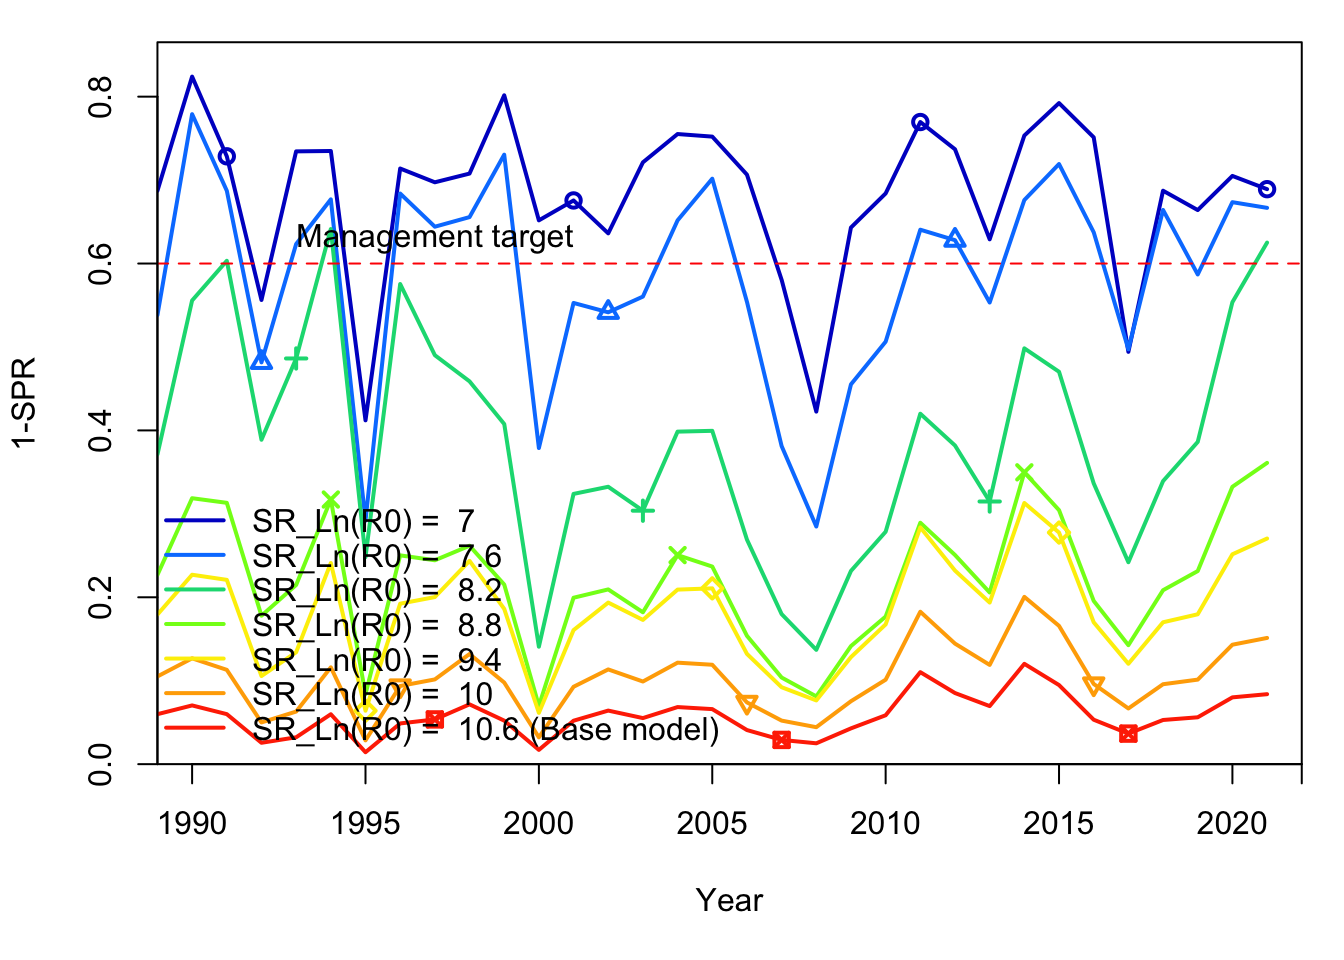 0.8
0.6
0.4
0.2
0.0
1-SPR
Management target
SR_Ln(R0) = 7
SR_Ln(R0) = 7.6
SR_Ln(R0) = 8.2
SR_Ln(R0) = 8.8
SR_Ln(R0) = 9.4
SR_Ln(R0) = 10
SR_Ln(R0) = 10.6 (Base model)
1990 1995 2000 2005 2010 2015 2020
Year